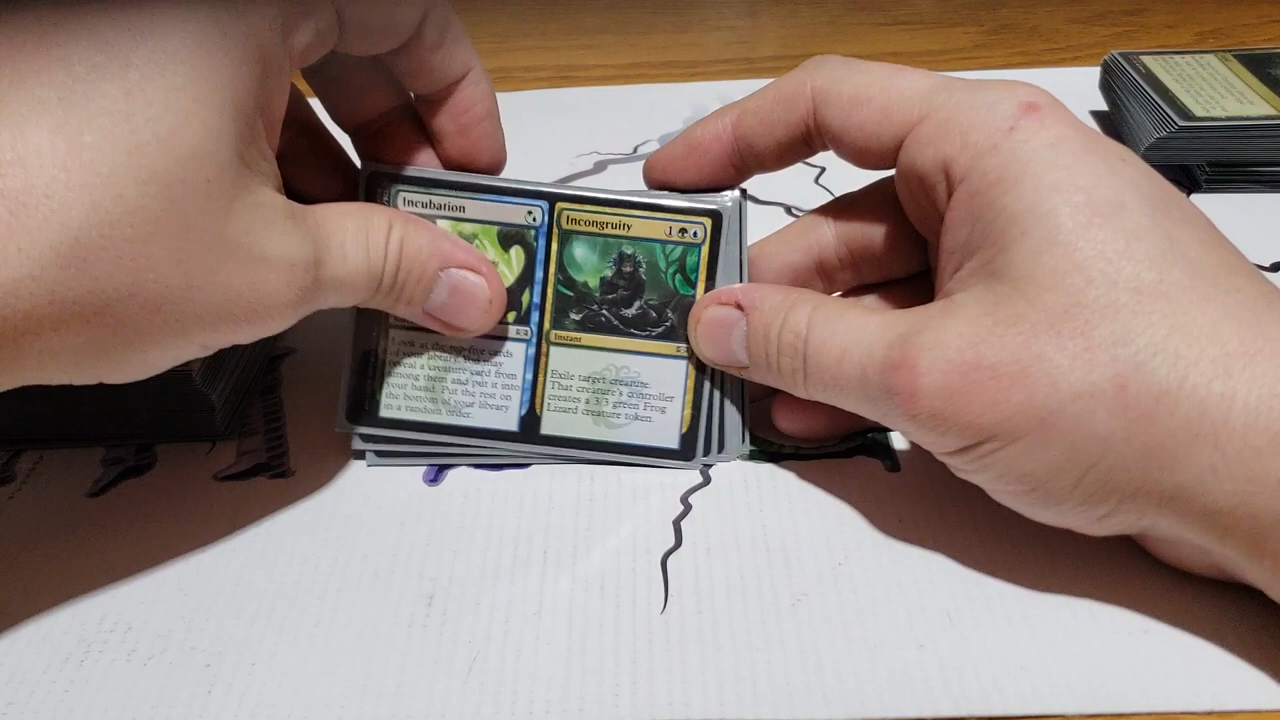 Incubation
Incongruity
1
Instant
Look at the top five cards
of your library. You may
reveal a creature card from
among them and put it into
your hand. Put the rest on
the bottom of your library
in a random order.
Exile target creature.
That creature's controller
creates a 3/3 green Frog
Lizard creature token.